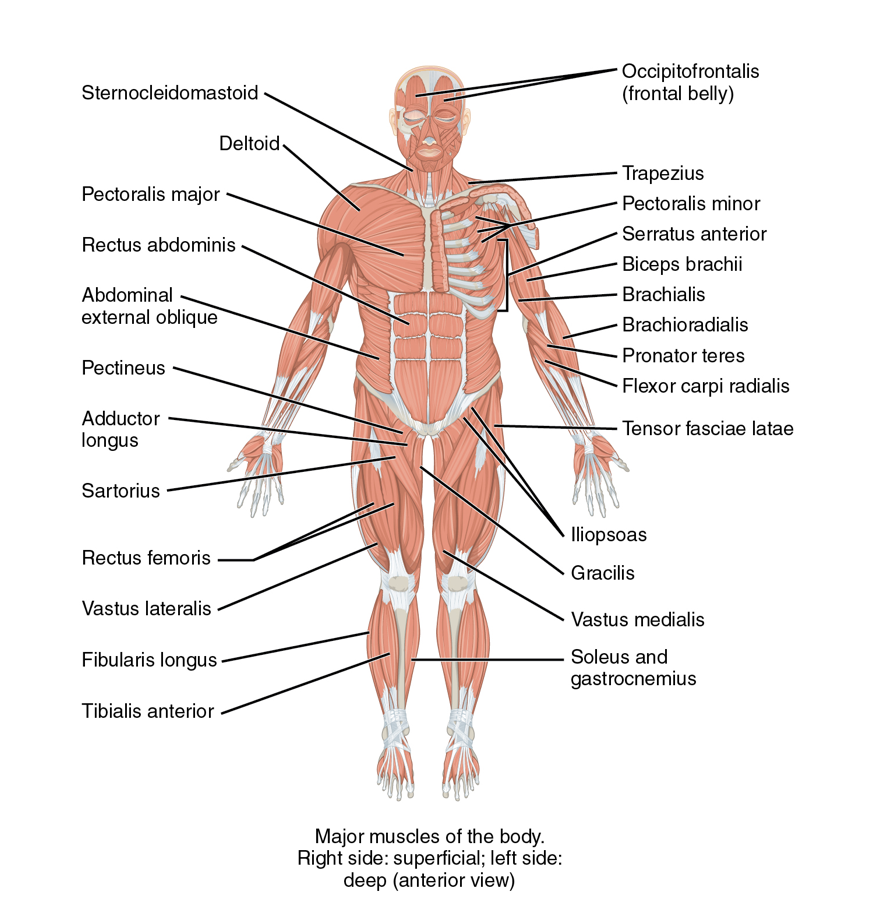 Sternocleidomastoid
Deltoid
Pectoralis major
Rectus abdominis
Abdominal
external oblique
Pectineus
Adductor
longus
Sartorius
Rectus femoris
Vastus lateralis
Fibularis longus
Tibialis anterior
Occipitofrontalis
(frontal belly)
Trapezius
Pectoralis minor
Serratus anterior
Biceps brachii
Brachialis
Brachioradialis
Pronator teres
Flexor carpi radialis
Tensor fasciae latae
Iliopsoas
Gracilis
Vastus medialis
Soleus and
gastrocnemius
Major muscles of the body.
Right side: superficial; left side:
deep (anterior view)